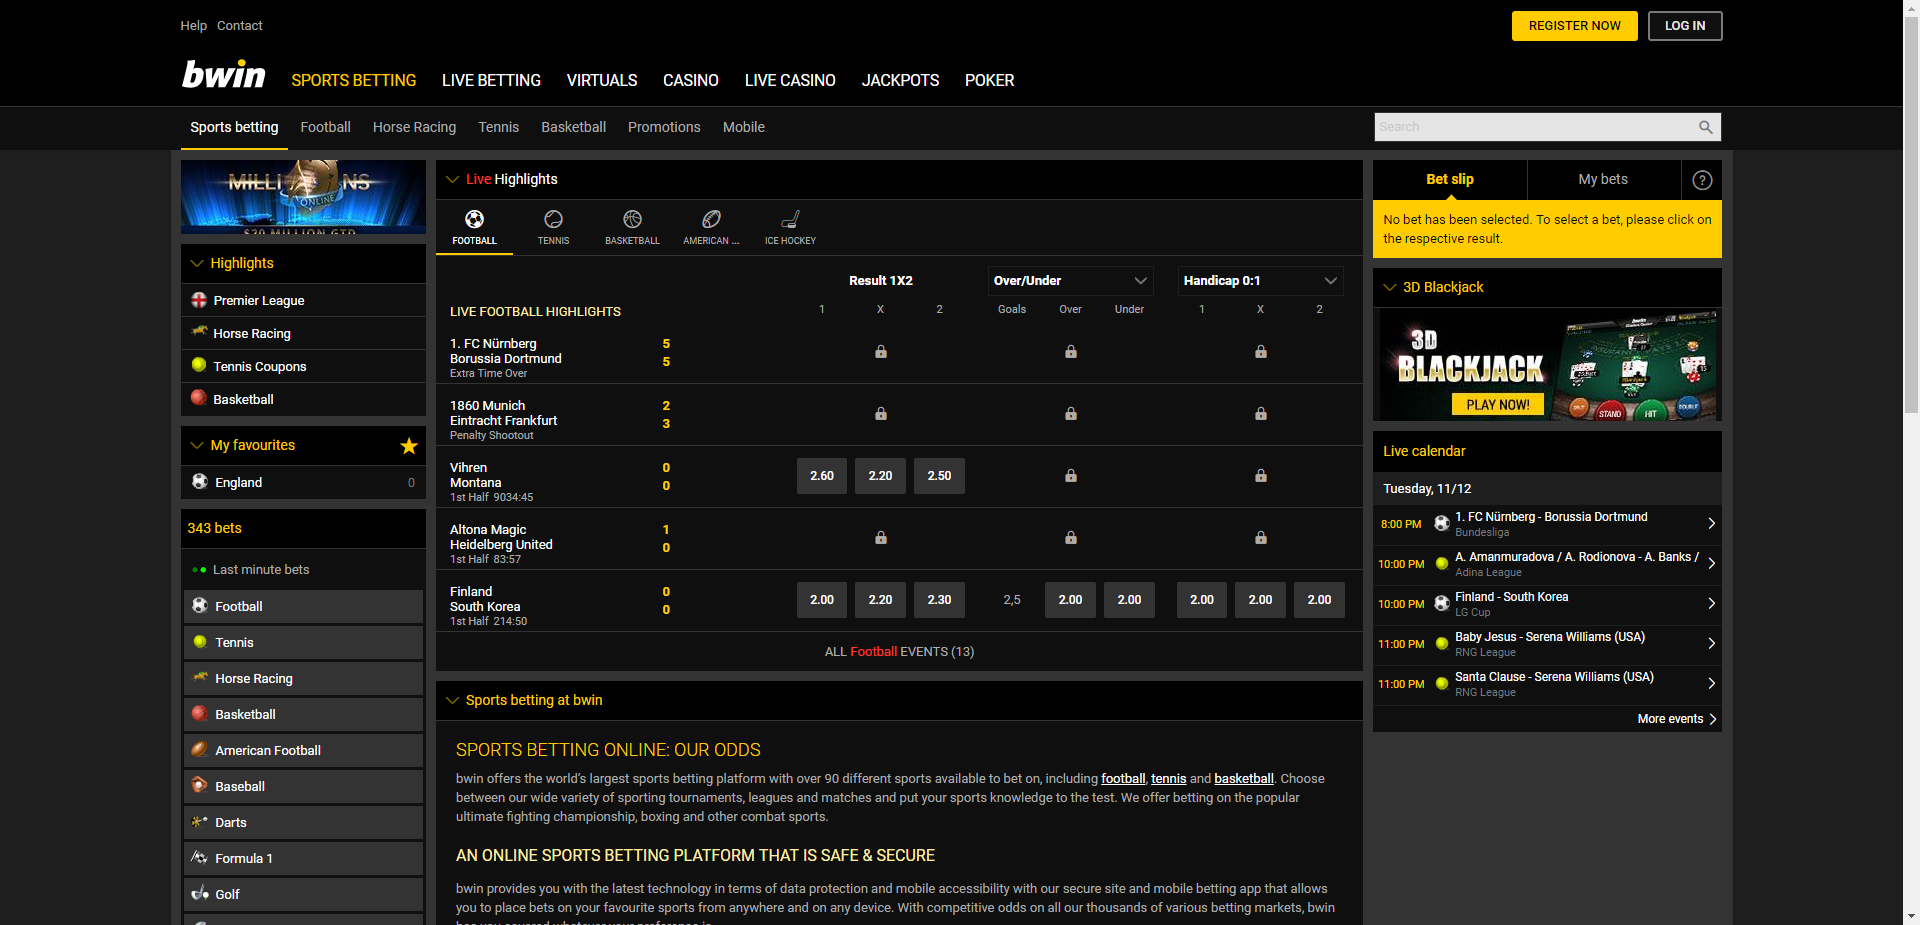 Help Contact
REGISTER NOW LOG IN
bwin SPORTS BETTING LIVE BETTING VIRTUALS CASINO LIVE CASINO JACKPOTS POKER
Sports betting Football Horse Racing Tennis Basketball Promotions Mobile
Search
MILLIONS
ONLINE
$20 MILLION GTD
Highlights
Premier League
Horse Racing
Tennis Coupons
Basketball
My favourites
England 0
343 bets
Last minute bets
Football
Tennis
Horse Racing
Basketball
American Football
Baseball
Darts
Formula 1
Golf
Live Highlights
FOOTBALL TENNIS BASKETBALL AMERICAN ... ICE HOCKEY
Result 1X2 Over/Under Handicap 0:1
LIVE FOOTBALL HIGHLIGHTS 1 X 2 Goals Over Under 1 X 2
1. FC Nürnberg 5
Borussia Dortmund 5
Extra Time Over
1860 Munich 2
Eintracht Frankfurt 3
Penalty Shootout
Vihren 0
Montana 0
1st Half 9034:45
2.60 2.20 2.50
Altona Magic 1
Heidelberg United 0
1st Half 83:57
Finland 0
South Korea 0
1st Half 214:50
2.00 2.20 2.30 2,5 2.00 2.00 2.00 2.00 2.00
ALL Football EVENTS (13)
Sports betting at bwin
SPORTS BETTING ONLINE: OUR ODDS
bwin offers the world's largest sports betting platform with over 90 different sports available to bet on, including football, tennis and basketball. Choose
between our wide variety of sporting tournaments, leagues and matches and put your sports knowledge to the test. We offer betting on the popular
ultimate fighting championship, boxing and other combat sports.
AN ONLINE SPORTS BETTING PLATFORM THAT IS SAFE & SECURE
bwin provides you with the latest technology in terms of data protection and mobile accessibility with our secure site and mobile betting app that allows
you to place bets on your favourite sports from anywhere and on any device. With competitive odds on all our thousands of various betting markets, bwin
Bet slip My bets ?
No bet has been selected. To select a bet, please click on
the respective result.
3D Blackjack
3D
BLACKJACK
PLAY NOW!
STAND HIT DOUBLE
Live calendar
Tuesday, 11/12
8:00 PM 1. FC Nürnberg - Borussia Dortmund
Bundesliga
10:00 PM A. Amanmuradova / A. Rodionova - A. Banks /
Adina League
10:00 PM Finland - South Korea
LG Cup
11:00 PM Baby Jesus - Serena Williams (USA)
RNG League
11:00 PM Santa Clause - Serena Williams (USA)
RNG League
More events